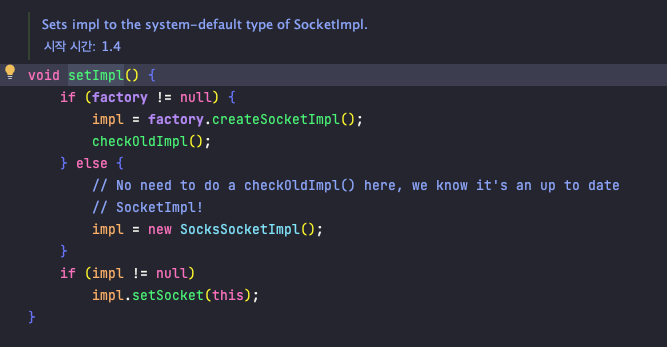 Sets impl to the system-default type of SocketImpl.
시작 시간: 1.4
void setImpl() {
    if (factory != null) {
        impl = factory.createSocketImpl();
        checkOldImpl();
    } else {
        // No need to do a checkOldImpl() here, we know it's an up to date
        // SocketImpl!
        impl = new SocksSocketImpl();
    }
    if (impl != null)
        impl.setSocket(this);
}